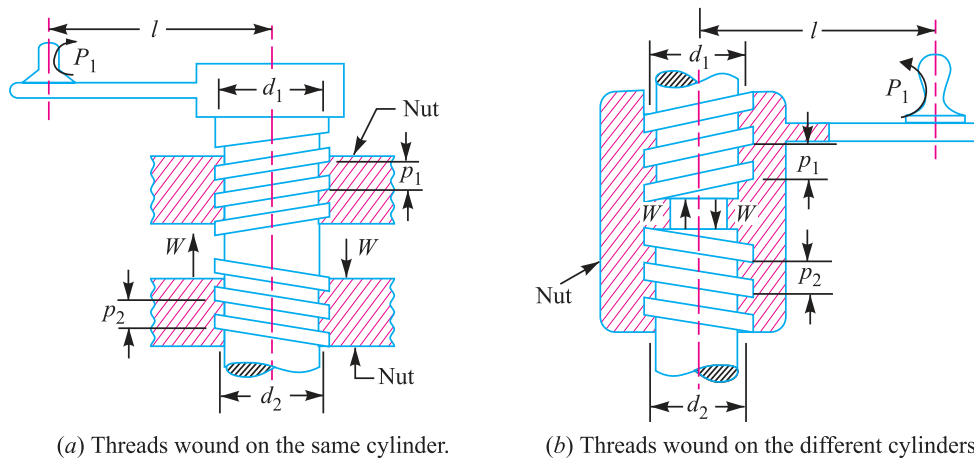 l
P1
d1
Nut
p1
W
W
p2
Nut
d2
(a) Threads wound on the same cylinder.
l
d1
P1
p1
W
W
p2
Nut
d2
(b) Threads wound on the different cylinders